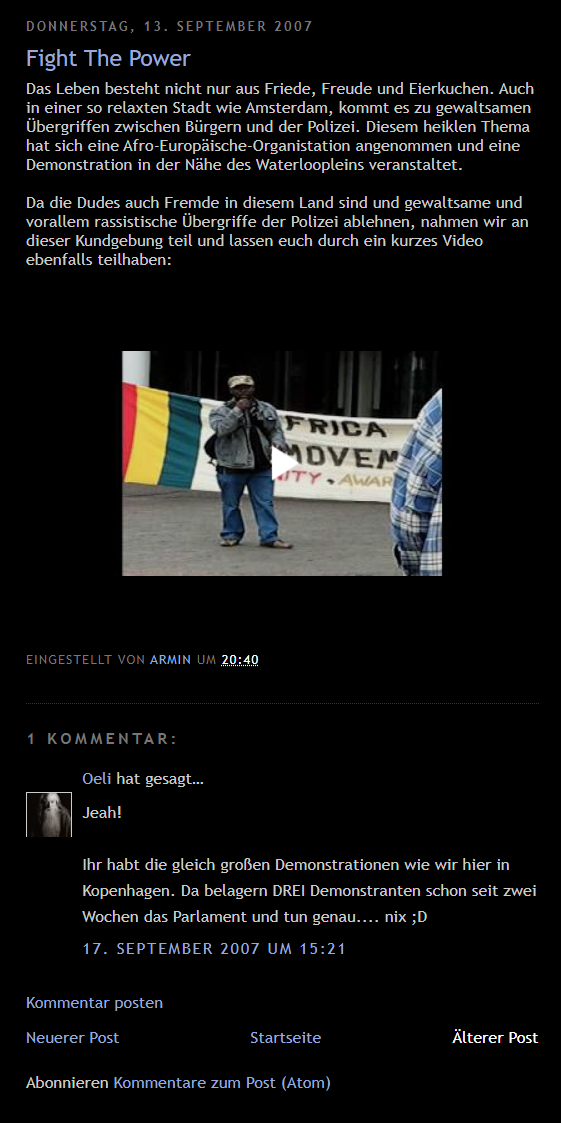 DONNERSTAG, 13. SEPTEMBER 2007
Fight The Power
Das Leben besteht nicht nur aus Friede, Freude und Eierkuchen. Auch
in einer so relaxten Stadt wie Amsterdam, kommt es zu gewaltsamen
Übergriffen zwischen Bürgern und der Polizei. Diesem heiklen Thema
hat sich eine Afro-Europäische-Organistation angenommen und eine
Demonstration in der Nähe des Waterloopleins veranstaltet.
Da die Dudes auch Fremde in diesem Land sind und gewaltsame und
vorallem rassistische Übergriffe der Polizei ablehnen, nahmen wir an
dieser Kundgebung teil und lassen euch durch ein kurzes Video
ebenfalls teilhaben:
FRICA
MOVEM
NITY . AWAR
EINGESTELLT VON ARMIN UM 20:40
1 KOMMENTAR:
Oeli hat gesagt…
Jeah!
Ihr habt die gleich großen Demonstrationen wie wir hier in
Kopenhagen. Da belagern DREI Demonstranten schon seit zwei
Wochen das Parlament und tun genau.... nix ;D
17. SEPTEMBER 2007 UM 15:21
Kommentar posten
Neuerer Post Startseite Älterer Post
Abonnieren Kommentare zum Post (Atom)